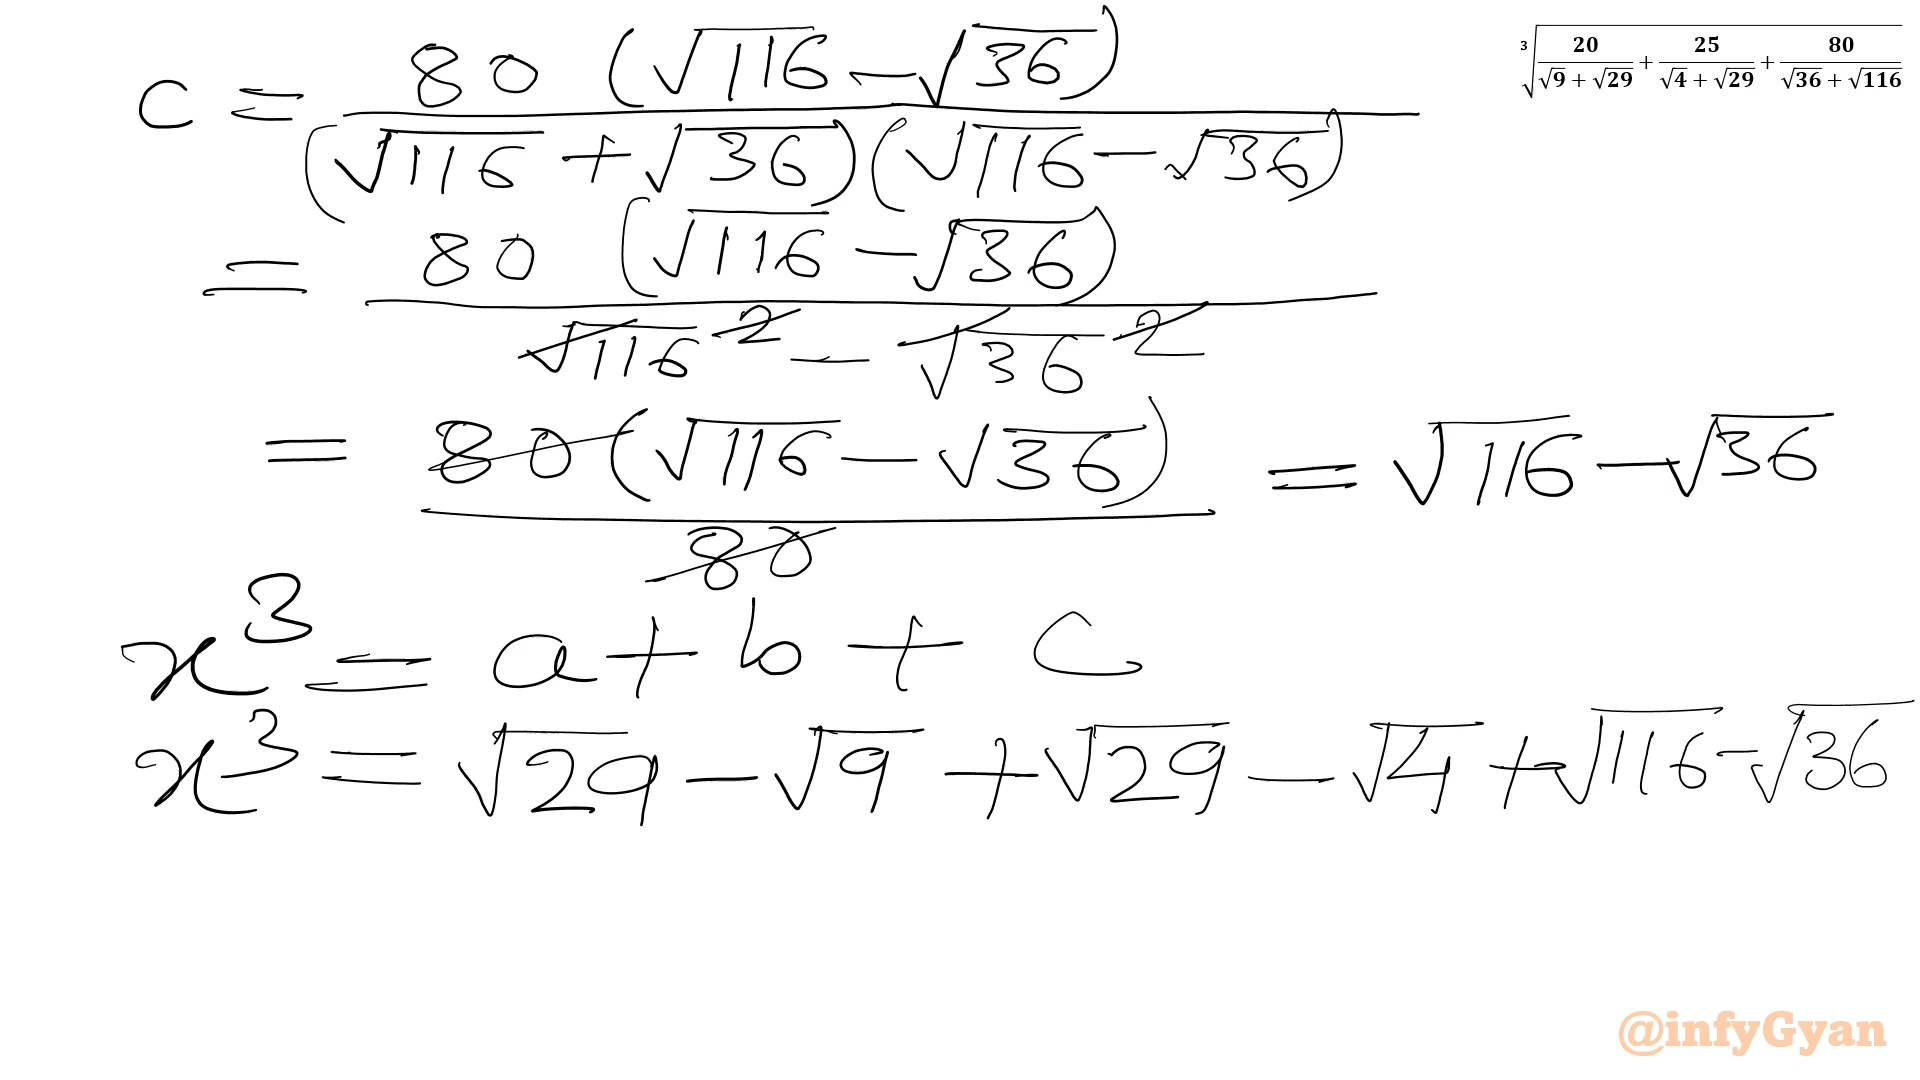 ∛(20/(√9 + √29) + 25/(√4 + √29) + 80/(√36 + √116))
c = 80 (√116 − √36) / (√116 + √36)(√116 − √36)
= 80 (√116 − √36) / √116² − √36²
= 80 (√116 − √36) / 80 = √116 − √36
x³ = a + b + c
x³ = √29 − √9 + √29 − √4 + √116 − √36
@infyGyan